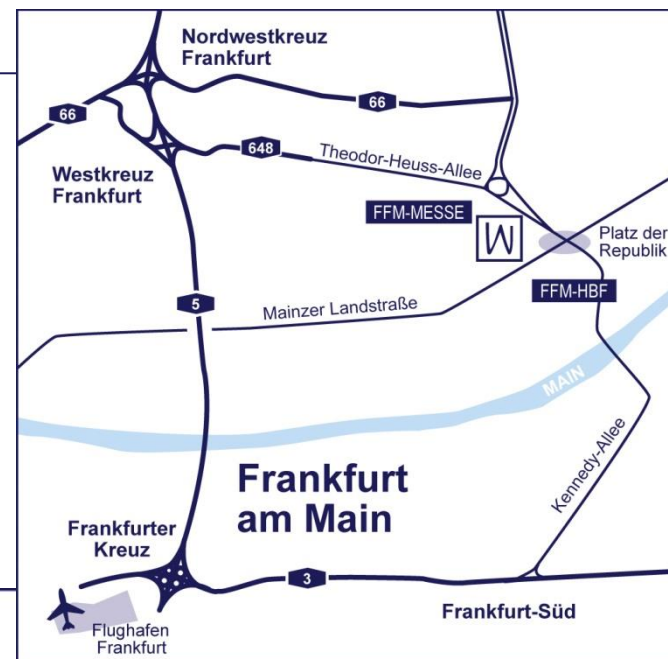 Nordwestkreuz
Frankfurt
66
66
648
Theodor-Heuss-Allee
Westkreuz
Frankfurt
FFM-MESSE
W
Platz der
Republik
FFM-HBF
5
Mainzer Landstraße
MAIN
Kennedy-Allee
Frankfurt
am Main
Frankfurter
Kreuz
3
Frankfurt-Süd
Flughafen
Frankfurt